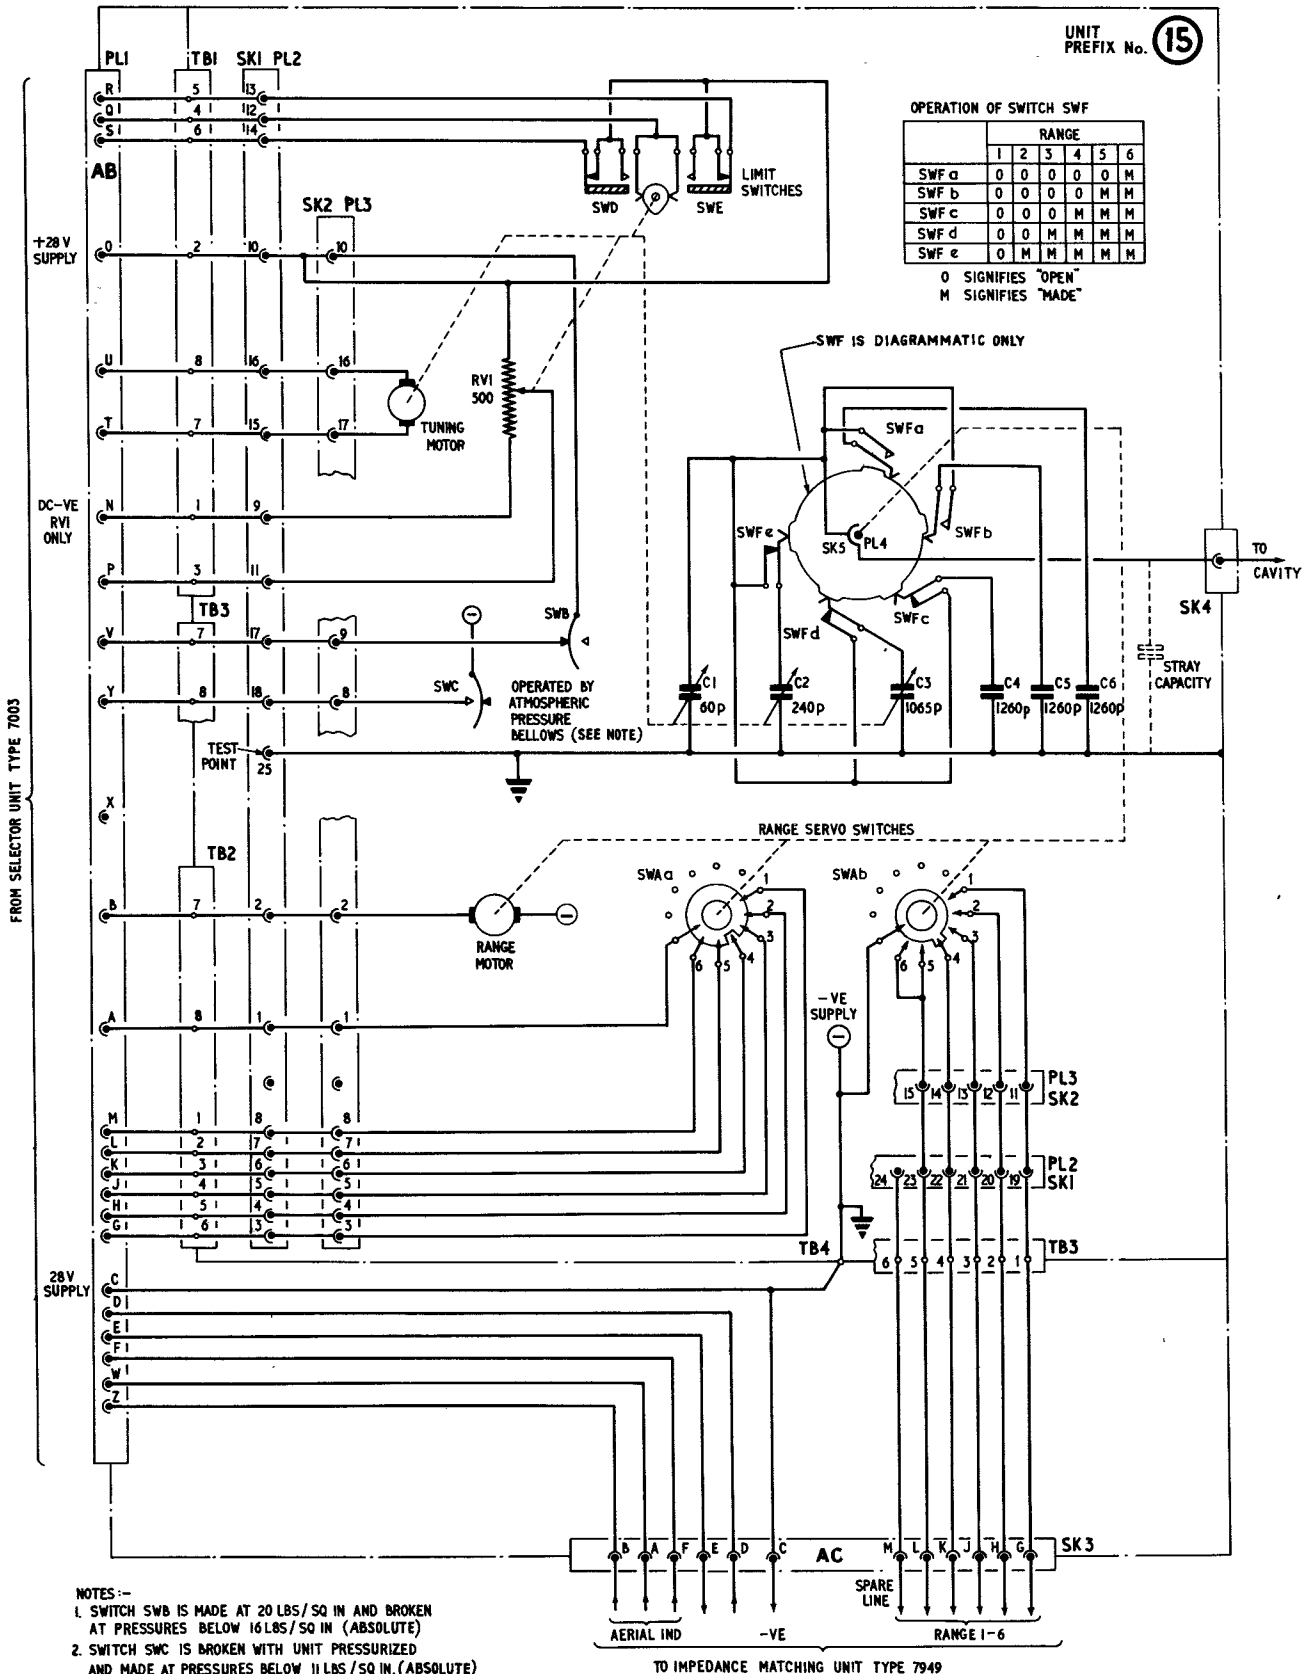 UNIT
PREFIX No. 15
PL1 TB1 SK1 PL2
R 5 13
Q 4 12
S 6 14
AB
LIMIT
SWITCHES
SWD SWE
OPERATION OF SWITCH SWF
RANGE
1 2 3 4 5 6
SWF a 0 0 0 0 0 M
SWF b 0 0 0 0 M M
SWF c 0 0 0 M M M
SWF d 0 0 M M M M
SWF e 0 M M M M M
O SIGNIFIES "OPEN"
M SIGNIFIES "MADE"
SK2 PL3
+28 V
SUPPLY
O 2 10 10
U 8 16 16
T 7 15 17
TUNING
MOTOR
RV1
500
SWF IS DIAGRAMMATIC ONLY
SWFa
SWFb
SWFc
SWFd
SWFe
SK5 PL4
TO
CAVITY
SK4
DC-VE
RV1
ONLY
N 1 9
P 3 11
TB3
V 7 17 9
Y 8 18 8
SWB
SWC
OPERATED BY
ATMOSPHERIC
PRESSURE
BELLOWS (SEE NOTE)
C1
60p
C2
240p
C3
1065p
C4
1260p
C5
1260p
C6
1260p
STRAY
CAPACITY
TEST
POINT
25
X
FROM SELECTOR UNIT TYPE 7003
TB2
RANGE SERVO SWITCHES
SWAa
1
2
3
4
5
6
SWAb
1
2
3
4
5
6
B 7 2 2
RANGE
MOTOR
A 8 1 1
-VE
SUPPLY
M 1 8 8
L 2 7 7
K 3 6 6
J 4 5 5
H 5 4 4
G 6 3 3
15 14 13 12 11
PL3
SK2
24 23 22 21 20 19
PL2
SK1
TB4
6 5 4 3 2 1
TB3
28V
SUPPLY
C
D
E
F
W
Z
B A F E D C
AC
M L K J H G
SK3
SPARE
LINE
AERIAL IND
-VE
RANGE 1-6
TO IMPEDANCE MATCHING UNIT TYPE 7949
NOTES:-
1. SWITCH SWB IS MADE AT 20 LBS/SQ IN AND BROKEN
AT PRESSURES BELOW 16 LBS/SQ IN (ABSOLUTE)
2. SWITCH SWC IS BROKEN WITH UNIT PRESSURIZED
AND MADE AT PRESSURES BELOW 11 LBS/SQ IN. (ABSOLUTE)